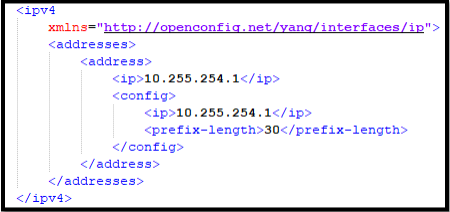 <ipv4
xmlns="http://openconfig.net/yang/interfaces/ip">
<addresses>
<address>
<ip>10.255.254.1</ip>
<config>
<ip>10.255.254.1</ip>
<prefix-length>30</prefix-length>
</config>
</address>
</addresses>
</ipv4>